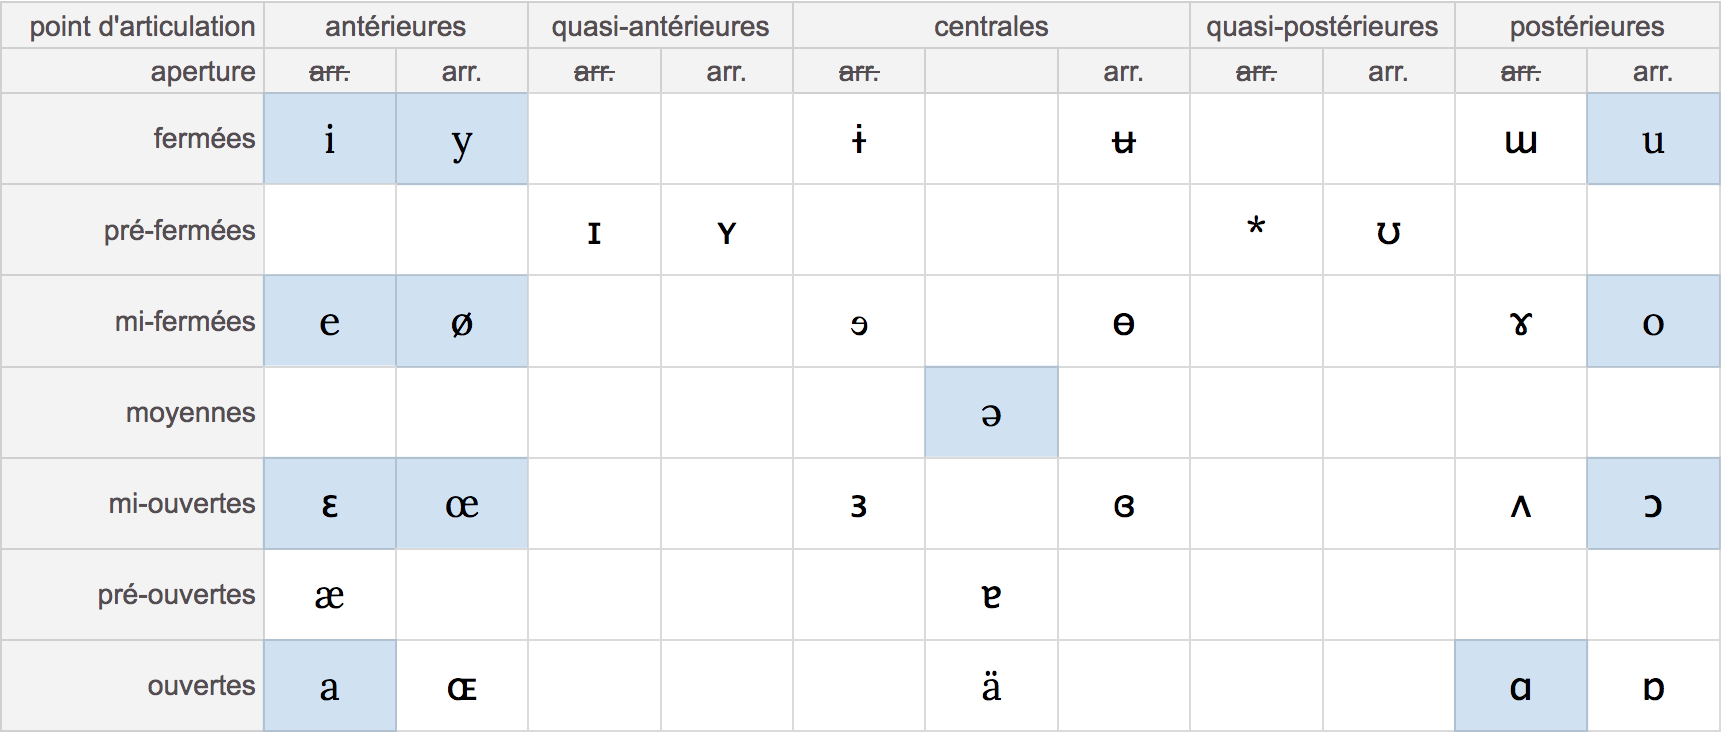 point d'articulation antérieures quasi-antérieures centrales quasi-postérieures postérieures
aperture arr. arr. arr. arr. arr. arr. arr. arr. arr. arr.
fermées i y ɨ ʉ ɯ u
pré-fermées ɪ ʏ * ʊ
mi-fermées e ø ɘ ɵ ɤ o
moyennes ə
mi-ouvertes ɛ œ ɜ ɞ ʌ ɔ
pré-ouvertes æ ɐ
ouvertes a ɶ ä ɑ ɒ